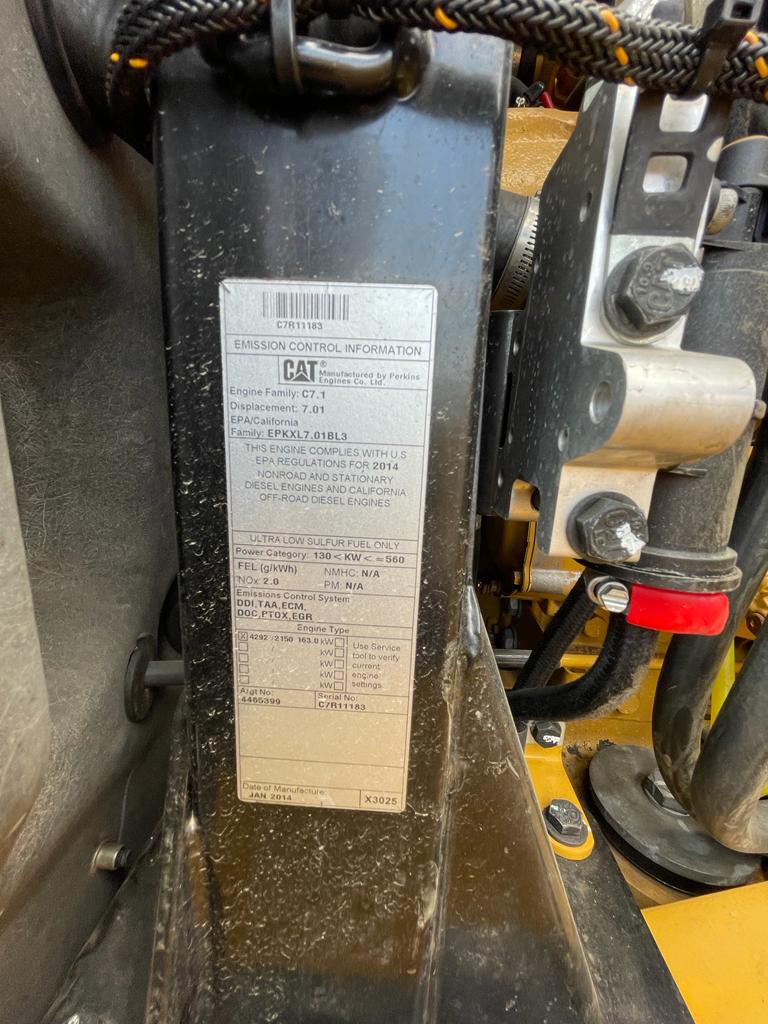 C7R11183
EMISSION CONTROL INFORMATION
CAT® Manufactured by Perkins
Engines Co. Ltd.
Engine Family: C7.1
Displacement: 7.01
EPA/California
Family: EPKXL7.01BL3
THIS ENGINE COMPLIES WITH U.S
EPA REGULATIONS FOR 2014
NONROAD AND STATIONARY
DIESEL ENGINES AND CALIFORNIA
OFF-ROAD DIESEL ENGINES
ULTRA LOW SULFUR FUEL ONLY
Power Category: 130<KW<=560
FEL (g/kWh) NMHC: N/A
NOx: 2.0 PM: N/A
Emissions Control System:
DDI,TAA,ECM,
DOC,PTOX,EGR
Engine Type
X 4292 /2150 163.0 kW
/ kW
/ kW
/ kW
Use Service
tool to verify
current
engine
settings
A/gt No: Serial No:
4465399 C7R11183
Date of Manufacture:
JAN 2014 X3025